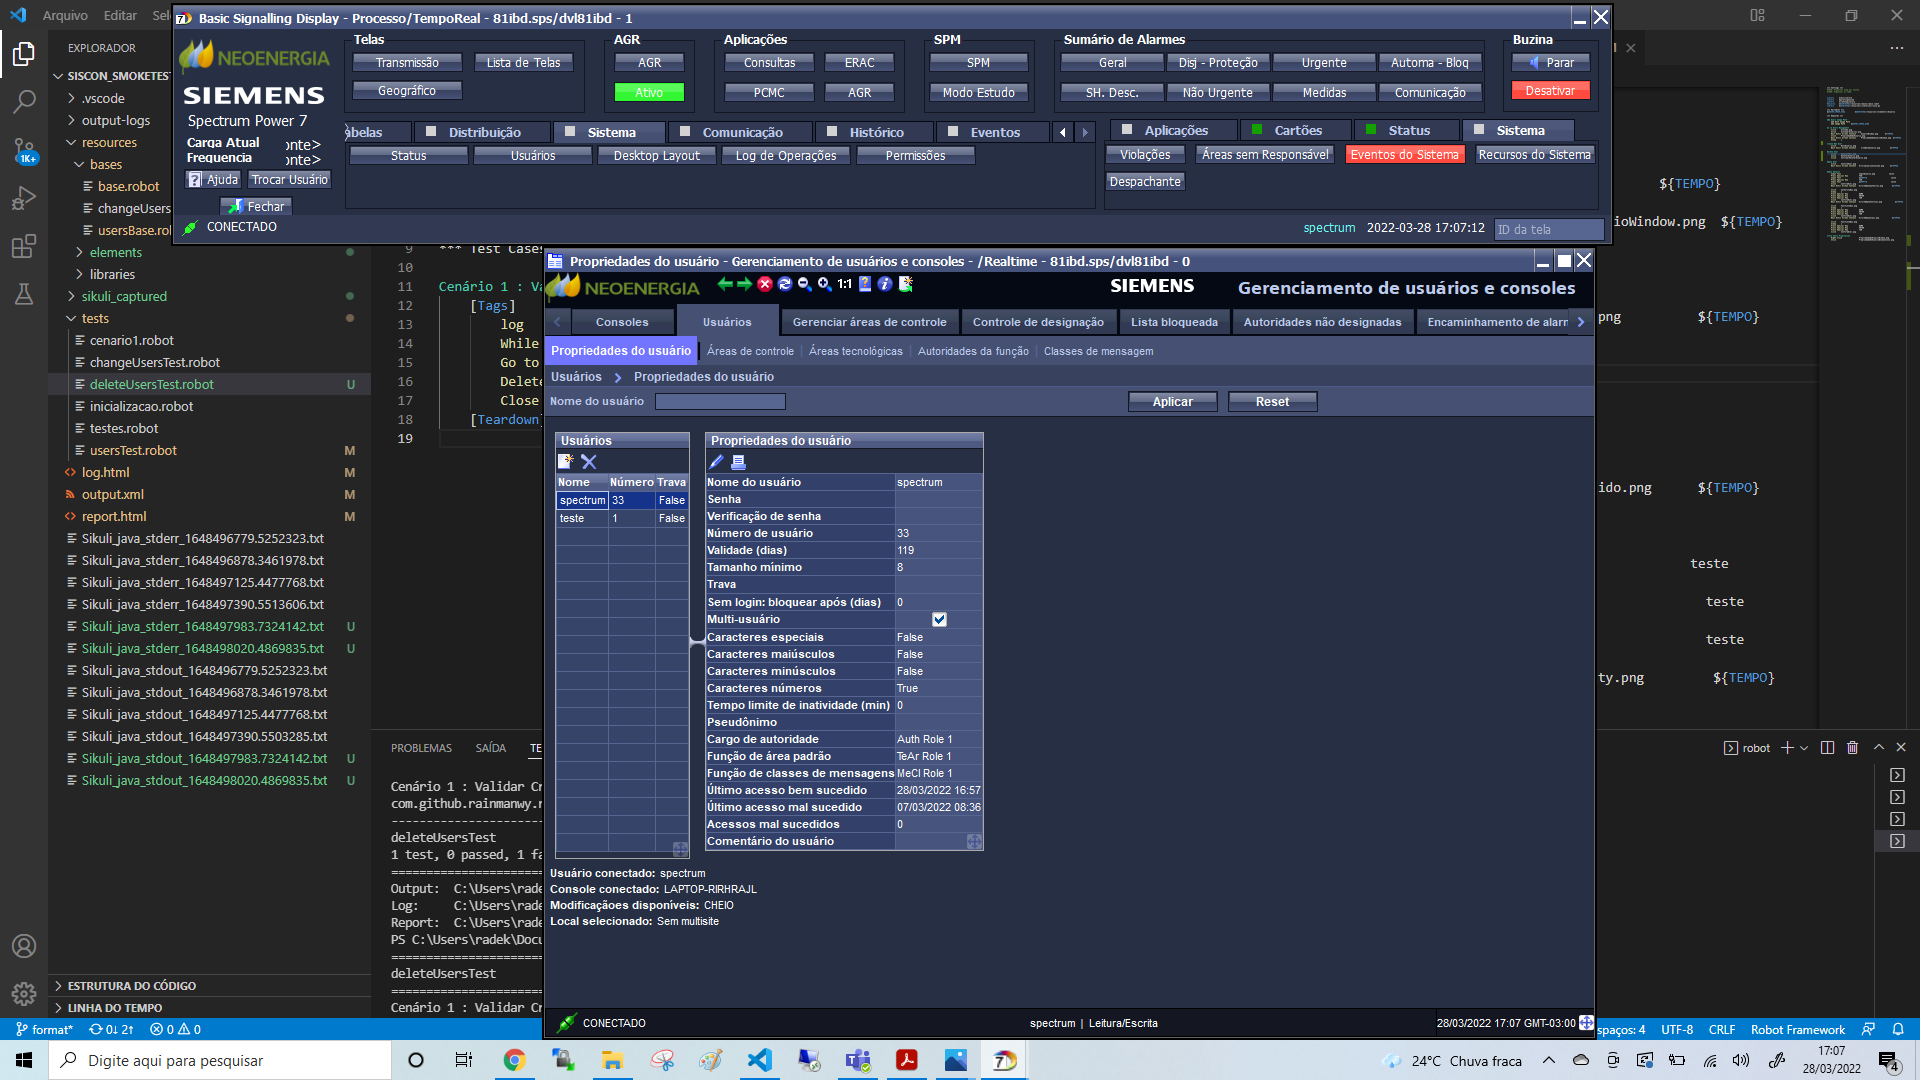 Arquivo Editar Sel
Basic Signalling Display - Processo/TempoReal - 81ibd.sps/dvl81ibd - 1
NEOENERGIA
SIEMENS
Spectrum Power 7
Carga Atual onte>
Frequencia onte>
Ajuda Trocar Usuário
Fechar
CONECTADO
Telas
Transmissão Lista de Telas
Geográfico
AGR
AGR
Ativo
Aplicações
Consultas ERAC
PCMC AGR
SPM
SPM
Modo Estudo
Sumário de Alarmes
Geral Disj - Proteção Urgente Automa - Bloq
SH. Desc. Não Urgente Medidas Comunicação
Buzina
Parar
Desativar
abelas Distribuição Sistema Comunicação Histórico Eventos
Status Usuários Desktop Layout Log de Operações Permissões
Aplicações Cartões Status Sistema
Violações Áreas sem Responsável Eventos do Sistema Recursos do Sistema
Despachante
spectrum 2022-03-28 17:07:12 ID da tela
EXPLORADOR
SISCON_SMOKETES
.vscode
output-logs
resources
bases
base.robot
changeUsers
usersBase.rol
elements
libraries
sikuli_captured
tests
cenario1.robot
changeUsersTest.robot
deleteUsersTest.robot U
inicializacao.robot
testes.robot
usersTest.robot M
log.html M
output.xml M
report.html M
Sikuli_java_stderr_1648496779.5252323.txt
Sikuli_java_stderr_1648496878.3461978.txt
Sikuli_java_stderr_1648497125.4477768.txt
Sikuli_java_stderr_1648497390.5513606.txt
Sikuli_java_stderr_1648497983.7324142.txt U
Sikuli_java_stderr_1648498020.4869835.txt U
Sikuli_java_stdout_1648496779.5252323.txt
Sikuli_java_stdout_1648496878.3461978.txt
Sikuli_java_stdout_1648497125.4477768.txt
Sikuli_java_stdout_1648497390.5503285.txt
Sikuli_java_stdout_1648497983.7324142.txt U
Sikuli_java_stdout_1648498020.4869835.txt U
ESTRUTURA DO CÓDIGO
LINHA DO TEMPO
1K+
9 *** Test Cases
10
11 Cenário 1 : Va
12 [Tags]
13 log
14 While
15 Go to
16 Delete
17 Close
18 [Teardown
19
${TEMPO}
ioWindow.png ${TEMPO}
png ${TEMPO}
ido.png ${TEMPO}
teste
teste
teste
ty.png ${TEMPO}
PROBLEMAS SAÍDA TE
robot
Cenário 1 : Validar Cr
com.github.rainmanwy.r
deleteUsersTest
1 test, 0 passed, 1 fa
Output: C:\Users\rade
Log: C:\Users\rade
Report: C:\Users\rade
PS C:\Users\radek\Docu
deleteUsersTest
Cenário 1 : Validar Cr
Propriedades do usuário - Gerenciamento de usuários e consoles - /Realtime - 81ibd.sps/dvl81ibd - 0
NEOENERGIA 1:1 SIEMENS Gerenciamento de usuários e consoles
Consoles Usuários Gerenciar áreas de controle Controle de designação Lista bloqueada Autoridades não designadas Encaminhamento de alarn
Propriedades do usuário Áreas de controle Áreas tecnológicas Autoridades da função Classes de mensagem
Usuários Propriedades do usuário
Nome do usuário Aplicar Reset
Usuários
Nome Número Trava
spectrum 33 False
teste 1 False
Propriedades do usuário
Nome do usuário spectrum
Senha
Verificação de senha
Número de usuário 33
Validade (dias) 119
Tamanho mínimo 8
Trava
Sem login: bloquear após (dias) 0
Multi-usuário
Caracteres especiais False
Caracteres maiúsculos False
Caracteres minúsculos False
Caracteres números True
Tempo limite de inatividade (min) 0
Pseudônimo
Cargo de autoridade Auth Role 1
Função de área padrão TeAr Role 1
Função de classes de mensagens MeCl Role 1
Último acesso bem sucedido 28/03/2022 16:57
Último acesso mal sucedido 07/03/2022 08:36
Acessos mal sucedidos 0
Comentário do usuário
Usuário conectado: spectrum
Console conectado: LAPTOP-RIRHRAJL
Modificaçãoes disponíveis: CHEIO
Local selecionado: Sem multisite
CONECTADO spectrum | Leitura/Escrita 28/03/2022 17:07 GMT-03:00
format* 0↓ 2↑ 0 0 spaços: 4 UTF-8 CRLF Robot Framework
Digite aqui para pesquisar
24°C Chuva fraca
17:07
28/03/2022
4